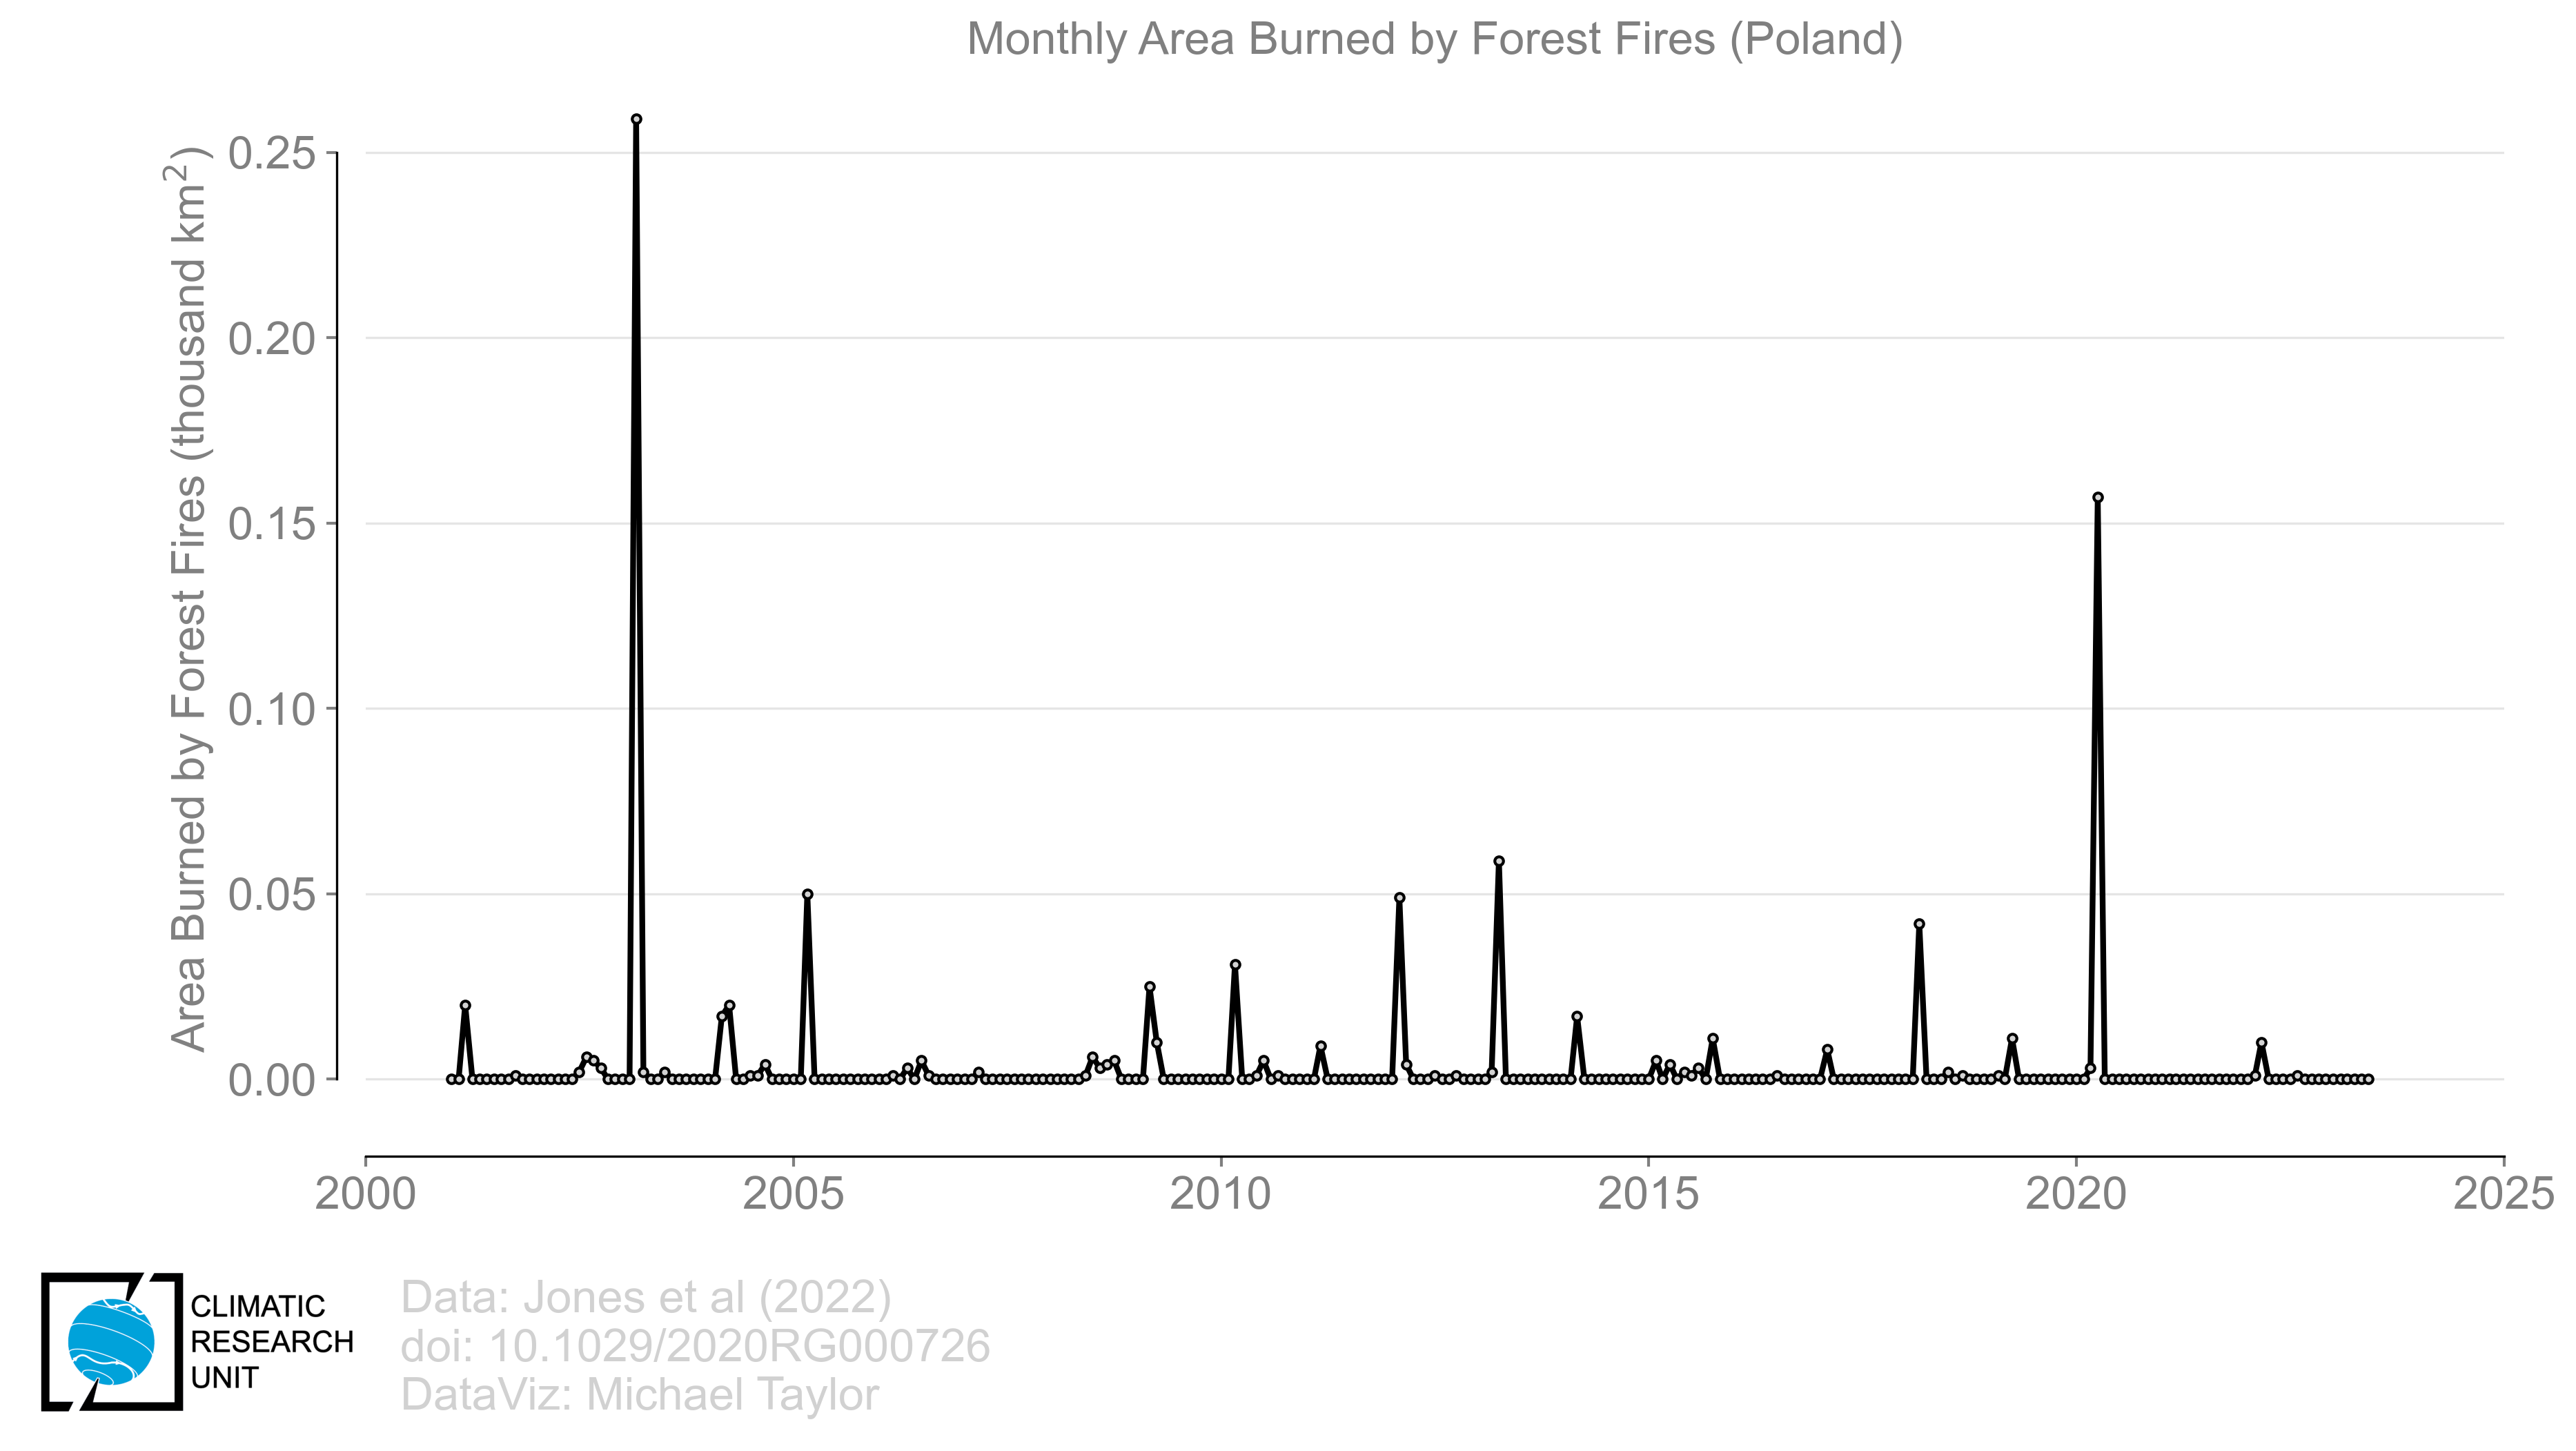 Monthly Area Burned by Forest Fires (Poland)
Area Burned by Forest Fires (thousand km²)
0.25
0.20
0.15
0.10
0.05
0.00
2000 2005 2010 2015 2020 2025
CLIMATIC
RESEARCH
UNIT
Data: Jones et al (2022)
doi: 10.1029/2020RG000726
DataViz: Michael Taylor